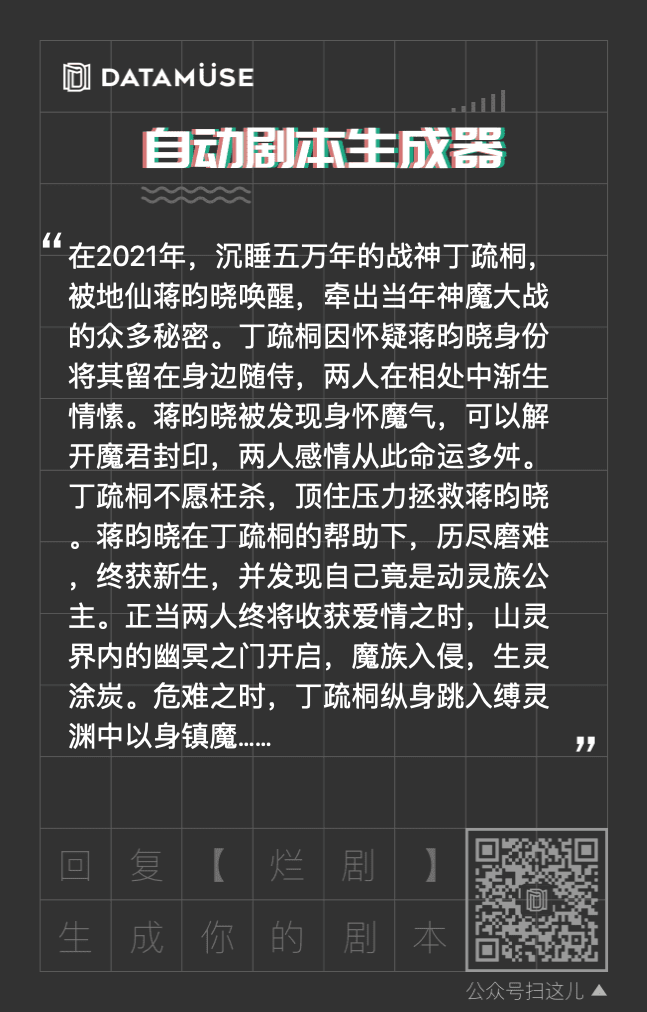 DATAMÜSE
自动剧本生成器
“在2021年，沉睡五万年的战神丁疏桐，
被地仙蒋昀晓唤醒，牵出当年神魔大战
的众多秘密。丁疏桐因怀疑蒋昀晓身份
将其留在身边随侍，两人在相处中渐生
情愫。蒋昀晓被发现身怀魔气，可以解
开魔君封印，两人感情从此命运多舛。
丁疏桐不愿枉杀，顶住压力拯救蒋昀晓
。蒋昀晓在丁疏桐的帮助下，历尽磨难
，终获新生，并发现自己竟是动灵族公
主。正当两人终将收获爱情之时，山灵
界内的幽冥之门开启，魔族入侵，生灵
涂炭。危难之时，丁疏桐纵身跳入缚灵
渊中以身镇魔……”
回复【烂剧】
生成你的剧本
公众号扫这儿▲